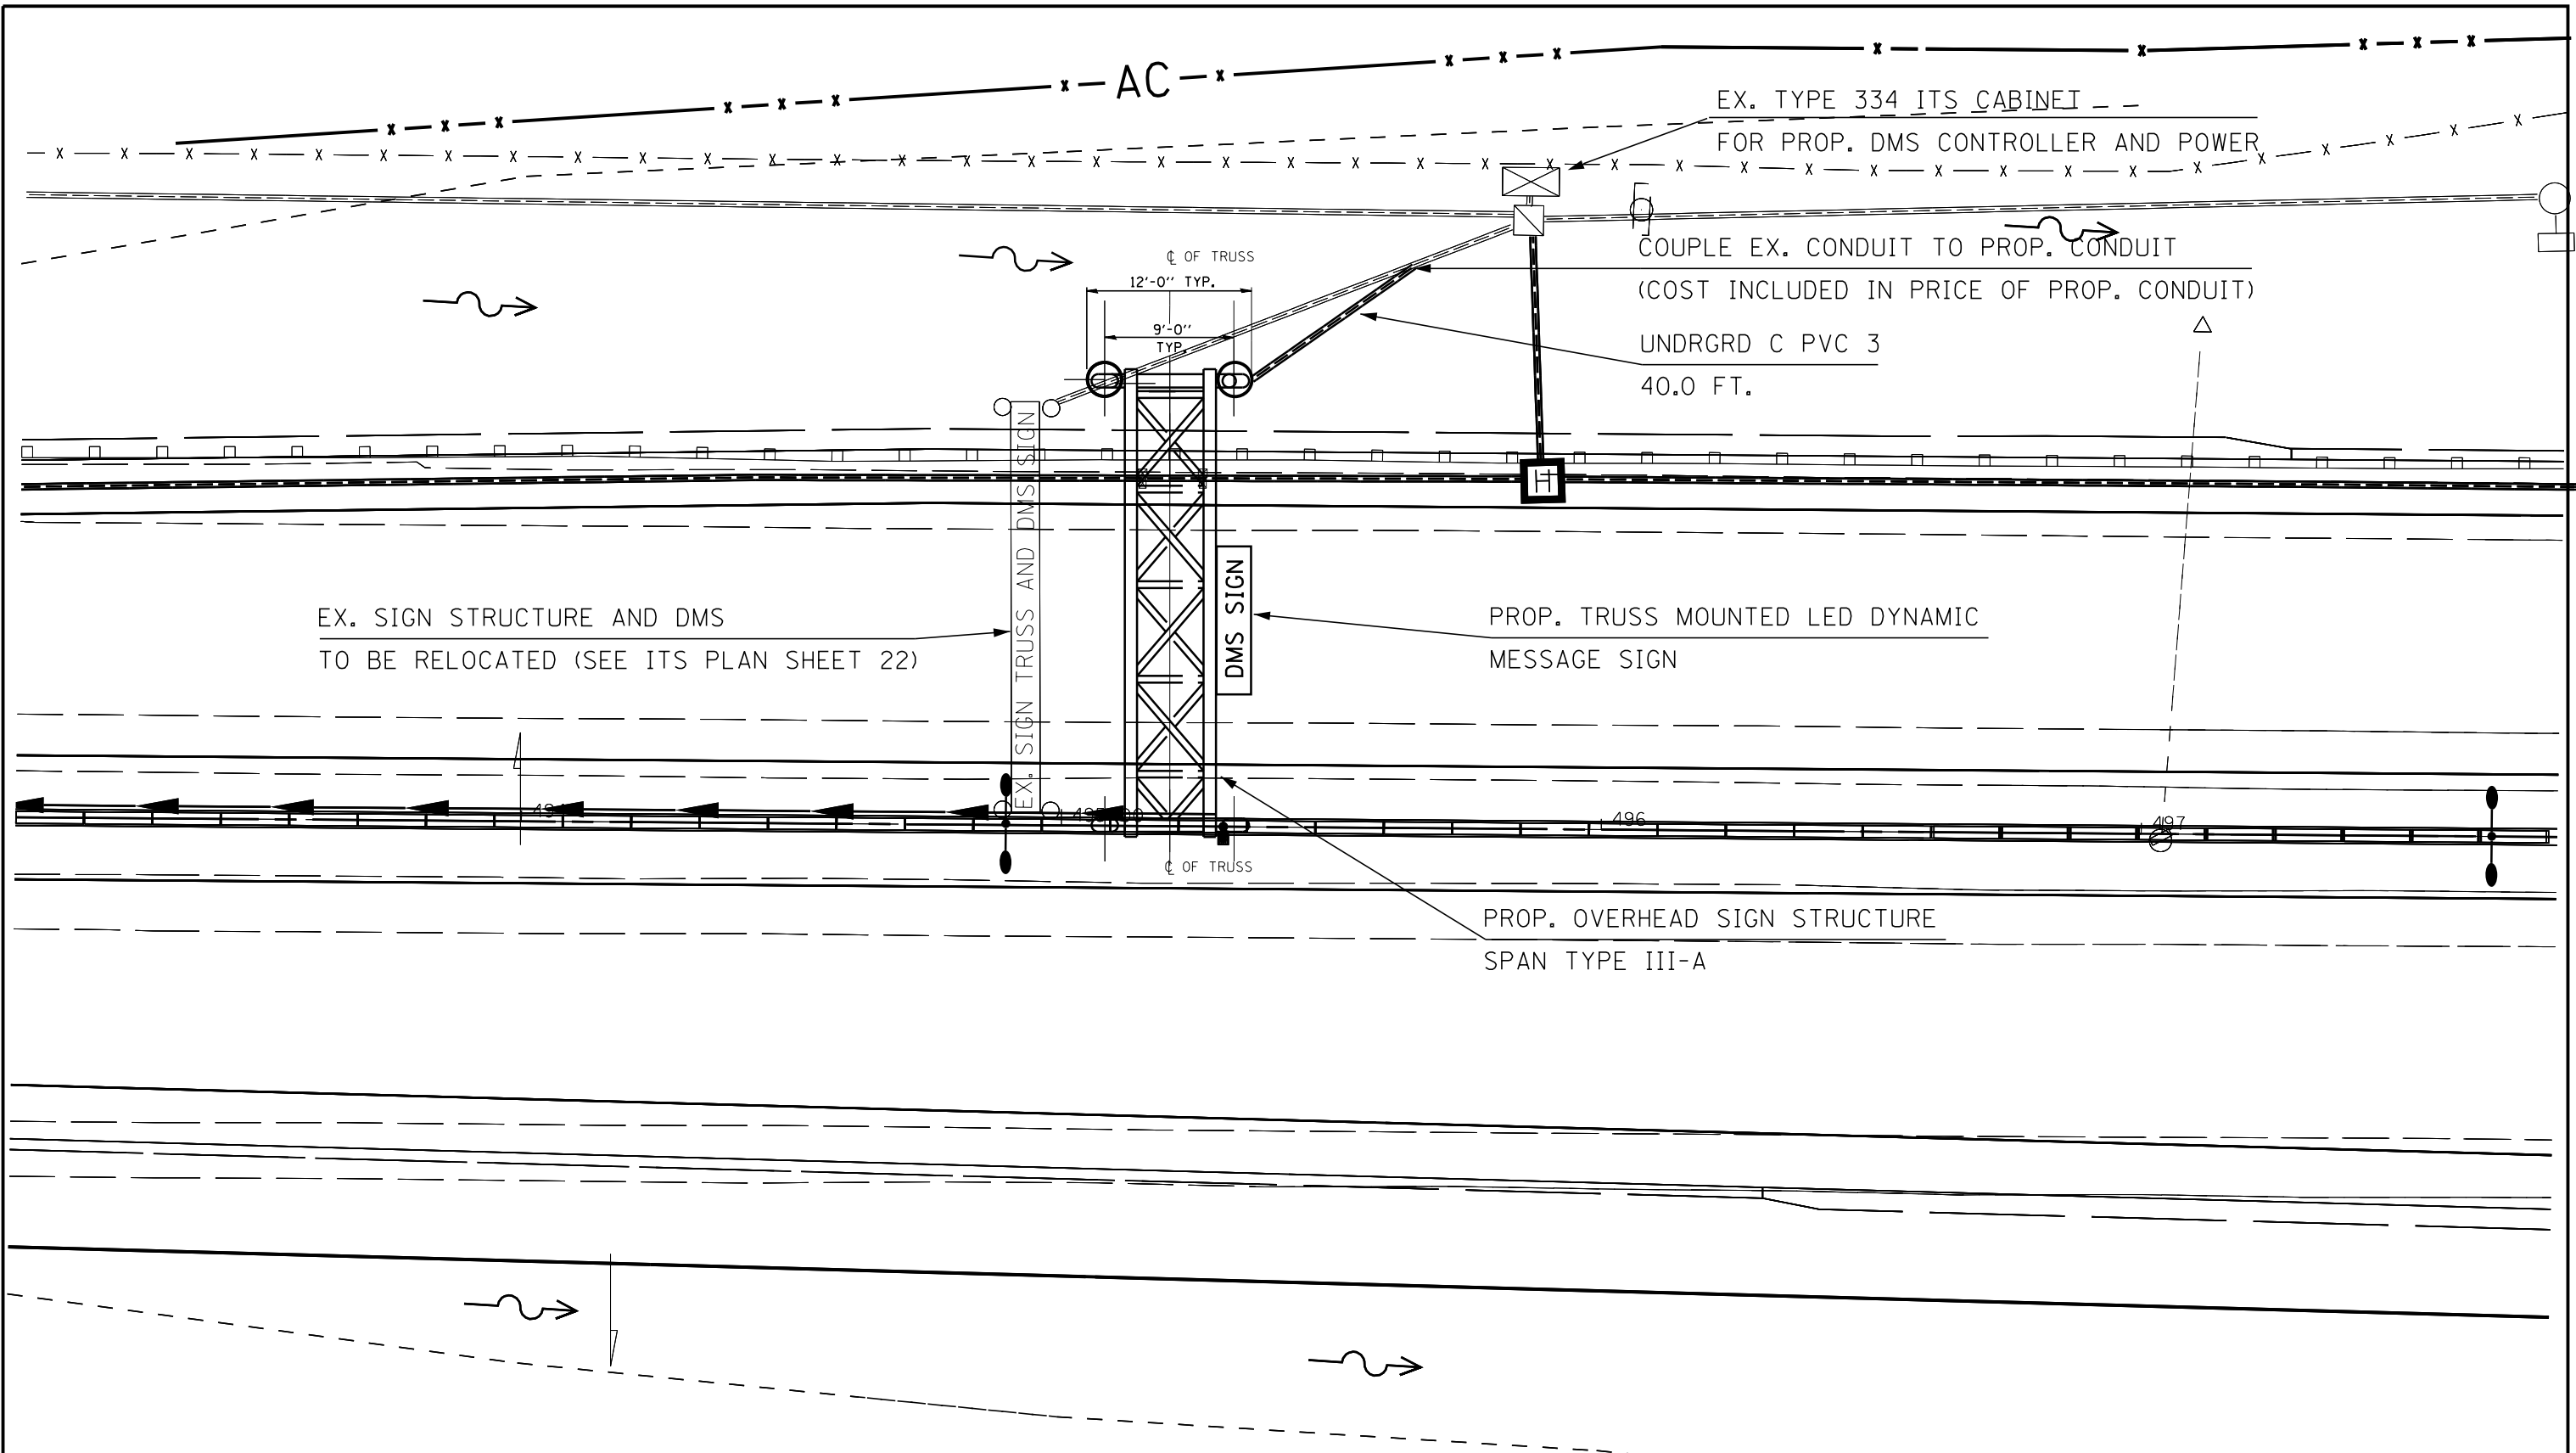 AC
EX. TYPE 334 ITS CABINET
FOR PROP. DMS CONTROLLER AND POWER
COUPLE EX. CONDUIT TO PROP. CONDUIT
(COST INCLUDED IN PRICE OF PROP. CONDUIT)
℄ OF TRUSS
12'-0" TYP.
9'-0"
TYP.
UNDRGRD C PVC 3
40.0 FT.
H
EX. SIGN TRUSS AND DMS SIGN
DMS SIGN
EX. SIGN STRUCTURE AND DMS
TO BE RELOCATED (SEE ITS PLAN SHEET 22)
PROP. TRUSS MOUNTED LED DYNAMIC
MESSAGE SIGN
496
497
℄ OF TRUSS
PROP. OVERHEAD SIGN STRUCTURE
SPAN TYPE III-A